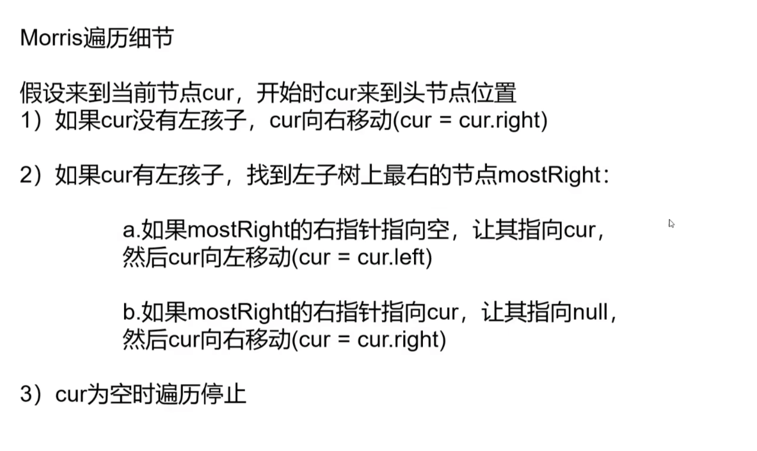 Morris遍历细节
假设来到当前节点cur，开始时cur来到头节点位置
1）如果cur没有左孩子，cur向右移动(cur = cur.right)
2）如果cur有左孩子，找到左子树上最右的节点mostRight：
a.如果mostRight的右指针指向空，让其指向cur，
然后cur向左移动(cur = cur.left)
b.如果mostRight的右指针指向cur，让其指向null，
然后cur向右移动(cur = cur.right)
3）cur为空时遍历停止